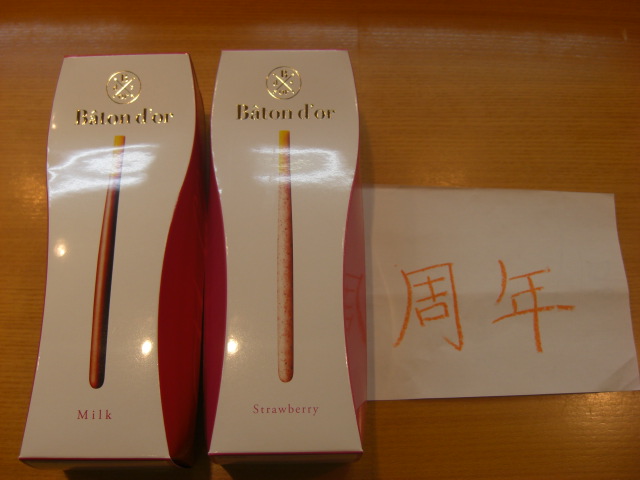 Bâton d'or
Milk
Bâton d'or
Strawberry
周年